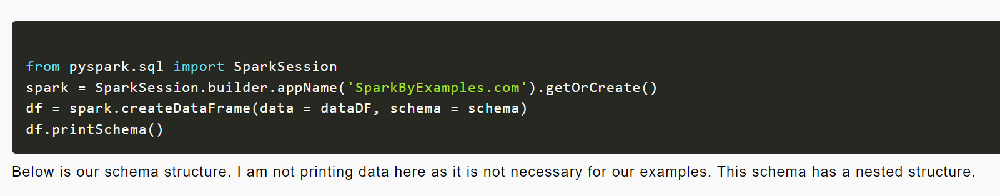 from pyspark.sql import SparkSession
spark = SparkSession.builder.appName('SparkByExamples.com').getOrCreate()
df = spark.createDataFrame(data = dataDF, schema = schema)
df.printSchema()
Below is our schema structure. I am not printing data here as it is not necessary for our examples. This schema has a nested structure.